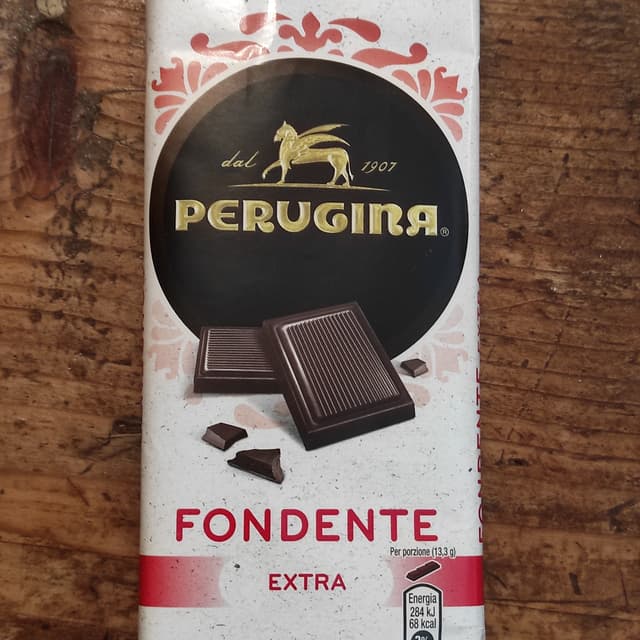 dal 1907
PERUGINA®
FONDENTE
Per porzione (13,3 g)
EXTRA
Energia
284 kJ
68 kcal
FONDENTE